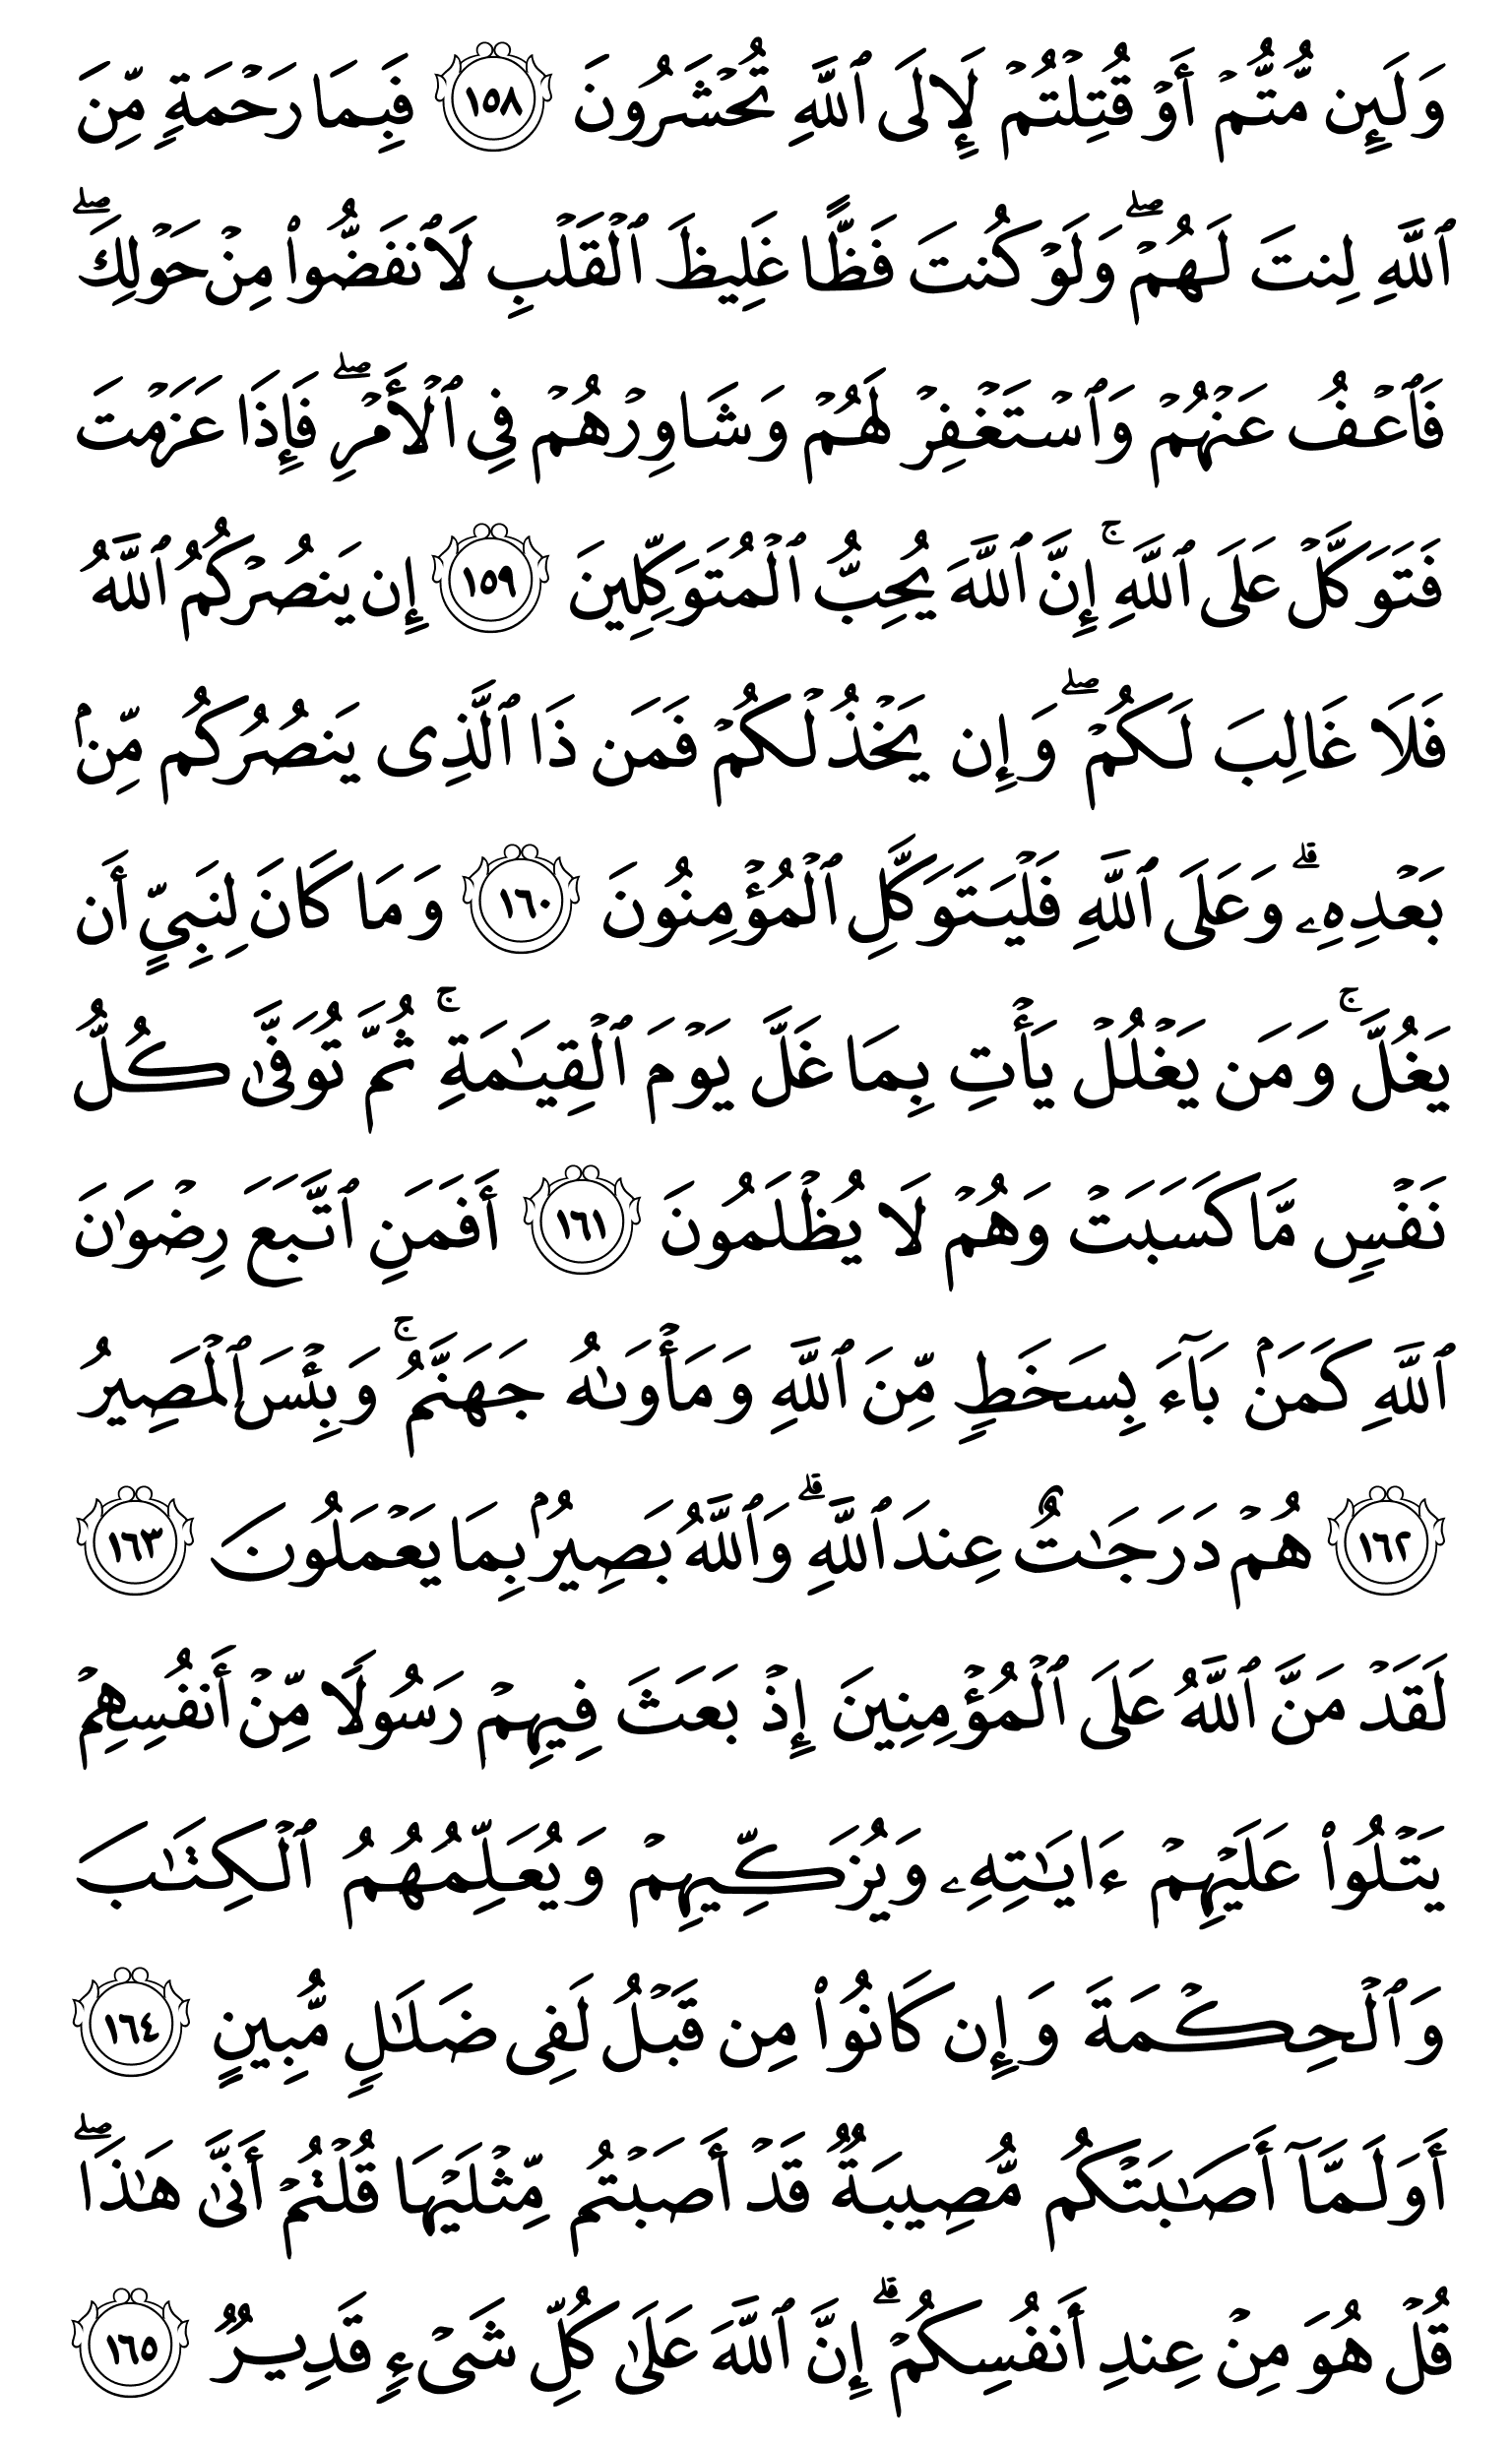 وَلَئِن مُّتُّمۡ أَوۡ قُتِلۡتُمۡ لَإِلَى ٱللَّهِ تُحۡشَرُونَ ١٥٨ فَبِمَا رَحۡمَةٖ مِّنَ
ٱللَّهِ لِنتَ لَهُمۡۖ وَلَوۡ كُنتَ فَظًّا غَلِيظَ ٱلۡقَلۡبِ لَٱنفَضُّواْ مِنۡ حَوۡلِكَۖ
فَٱعۡفُ عَنۡهُمۡ وَٱسۡتَغۡفِرۡ لَهُمۡ وَشَاوِرۡهُمۡ فِي ٱلۡأَمۡرِۖ فَإِذَا عَزَمۡتَ
فَتَوَكَّلۡ عَلَى ٱللَّهِۚ إِنَّ ٱللَّهَ يُحِبُّ ٱلۡمُتَوَكِّلِينَ ١٥٩ إِن يَنصُرۡكُمُ ٱللَّهُ
فَلَا غَالِبَ لَكُمۡۖ وَإِن يَخۡذُلۡكُمۡ فَمَن ذَا ٱلَّذِي يَنصُرُكُم مِّنۢ
بَعۡدِهِۦۗ وَعَلَى ٱللَّهِ فَلۡيَتَوَكَّلِ ٱلۡمُؤۡمِنُونَ ١٦٠ وَمَا كَانَ لِنَبِيٍّ أَن
يَغُلَّۚ وَمَن يَغۡلُلۡ يَأۡتِ بِمَا غَلَّ يَوۡمَ ٱلۡقِيَٰمَةِۚ ثُمَّ تُوَفَّىٰ كُلُّ
نَفۡسٖ مَّا كَسَبَتۡ وَهُمۡ لَا يُظۡلَمُونَ ١٦١ أَفَمَنِ ٱتَّبَعَ رِضۡوَٰنَ
ٱللَّهِ كَمَنۢ بَآءَ بِسَخَطٖ مِّنَ ٱللَّهِ وَمَأۡوَىٰهُ جَهَنَّمُۚ وَبِئۡسَ ٱلۡمَصِيرُ
١٦٢ هُمۡ دَرَجَٰتٌ عِندَ ٱللَّهِۗ وَٱللَّهُ بَصِيرُۢ بِمَا يَعۡمَلُونَ ١٦٣
لَقَدۡ مَنَّ ٱللَّهُ عَلَى ٱلۡمُؤۡمِنِينَ إِذۡ بَعَثَ فِيهِمۡ رَسُولٗا مِّنۡ أَنفُسِهِمۡ
يَتۡلُواْ عَلَيۡهِمۡ ءَايَٰتِهِۦ وَيُزَكِّيهِمۡ وَيُعَلِّمُهُمُ ٱلۡكِتَٰبَ
وَٱلۡحِكۡمَةَ وَإِن كَانُواْ مِن قَبۡلُ لَفِي ضَلَٰلٖ مُّبِينٍ ١٦٤
أَوَلَمَّآ أَصَٰبَتۡكُم مُّصِيبَةٞ قَدۡ أَصَبۡتُم مِّثۡلَيۡهَا قُلۡتُمۡ أَنَّىٰ هَٰذَاۖ
قُلۡ هُوَ مِنۡ عِندِ أَنفُسِكُمۡۗ إِنَّ ٱللَّهَ عَلَىٰ كُلِّ شَيۡءٖ قَدِيرٞ ١٦٥